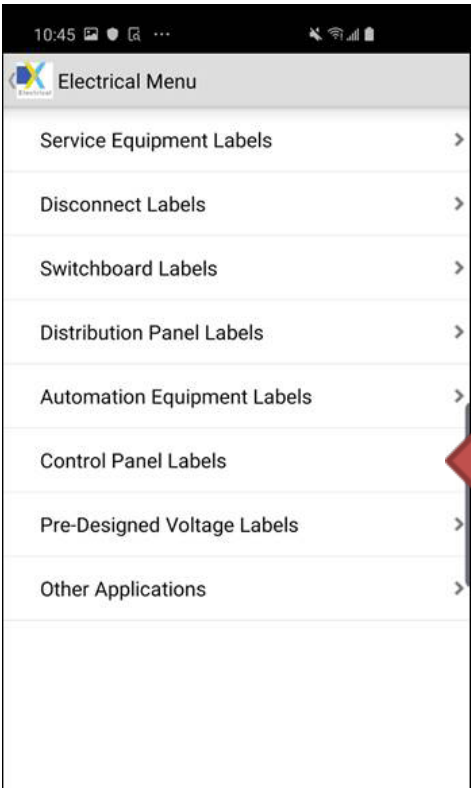 10:45
Electrical
Electrical Menu
Service Equipment Labels
Disconnect Labels
Switchboard Labels
Distribution Panel Labels
Automation Equipment Labels
Control Panel Labels
Pre-Designed Voltage Labels
Other Applications